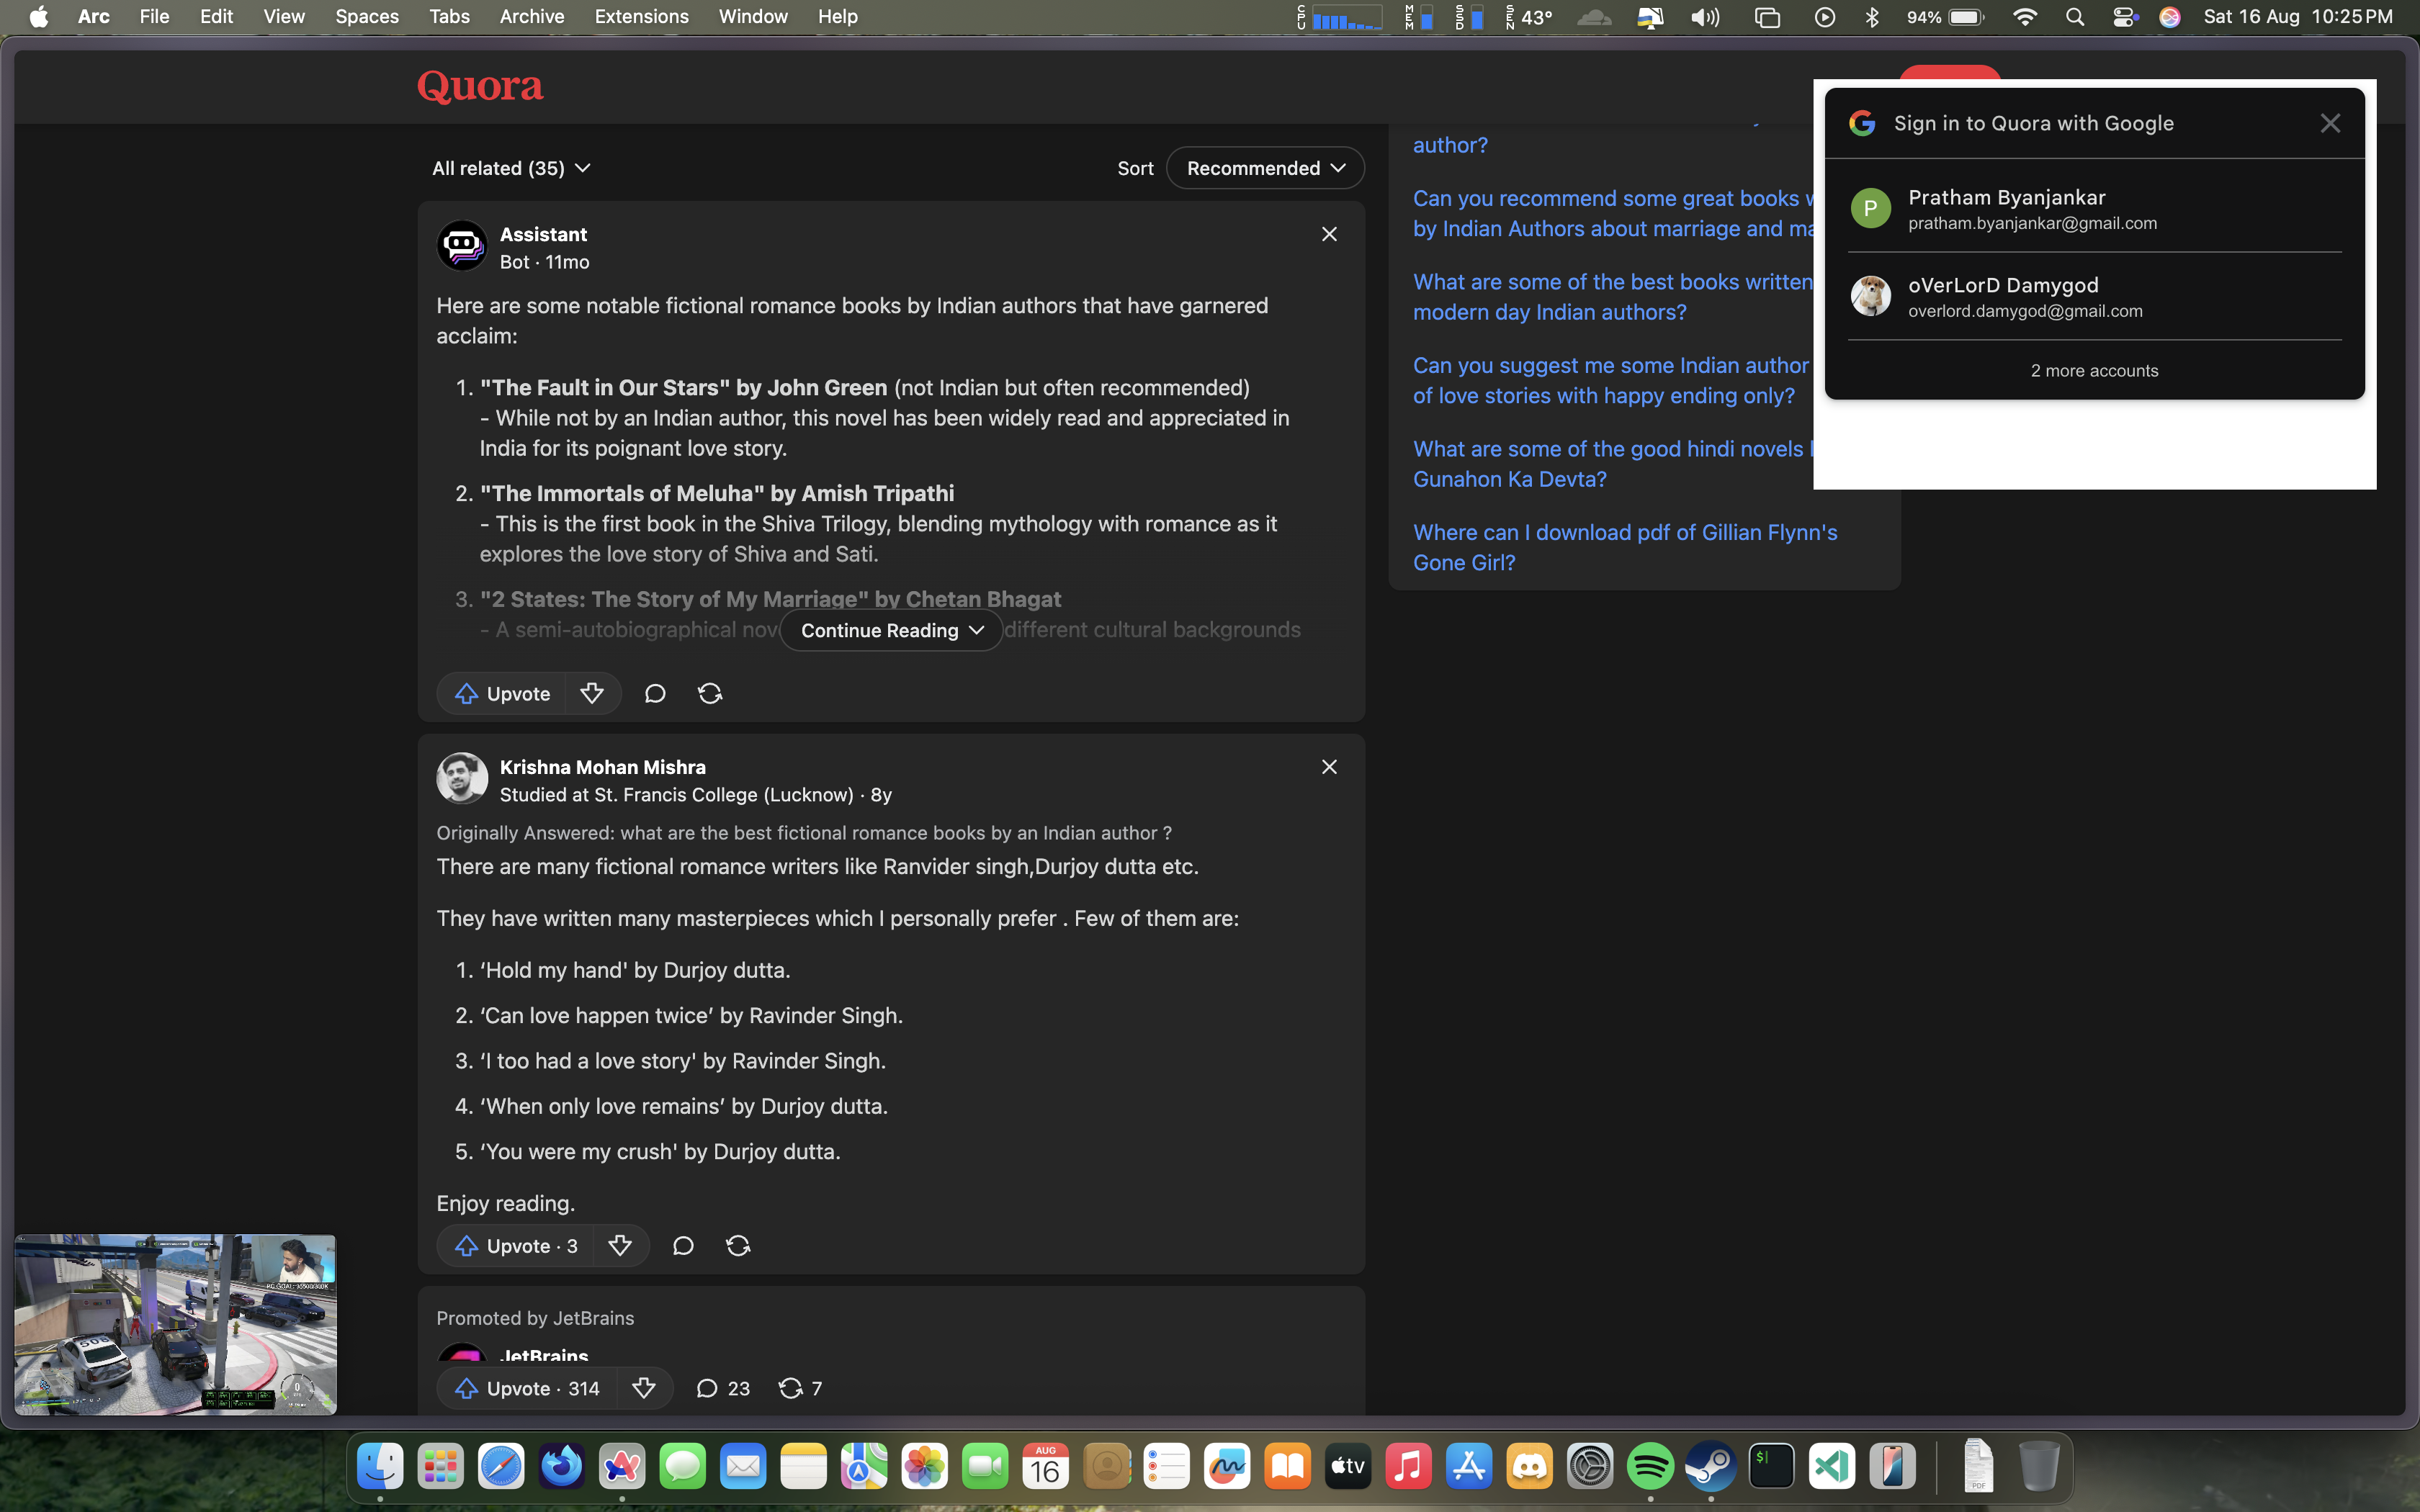 Arc File Edit View Spaces Tabs Archive Extensions Window Help
CPU MEM SSD SEN 43° 94% Sat 16 Aug 10:25 PM
Quora
All related (35)
Sort Recommended
Assistant
Bot · 11mo
Here are some notable fictional romance books by Indian authors that have garnered
acclaim:
1. "The Fault in Our Stars" by John Green (not Indian but often recommended)
- While not by an Indian author, this novel has been widely read and appreciated in
India for its poignant love story.
2. "The Immortals of Meluha" by Amish Tripathi
- This is the first book in the Shiva Trilogy, blending mythology with romance as it
explores the love story of Shiva and Sati.
3. "2 States: The Story of My Marriage" by Chetan Bhagat
- A semi-autobiographical different cultural backgrounds
Continue Reading
Upvote
Krishna Mohan Mishra
Studied at St. Francis College (Lucknow) · 8y
Originally Answered: what are the best fictional romance books by an Indian author ?
There are many fictional romance writers like Ranvider singh,Durjoy dutta etc.
They have written many masterpieces which I personally prefer . Few of them are:
1. ‘Hold my hand' by Durjoy dutta.
2. ‘Can love happen twice’ by Ravinder Singh.
3. ‘I too had a love story' by Ravinder Singh.
4. ‘When only love remains’ by Durjoy dutta.
5. ‘You were my crush' by Durjoy dutta.
Enjoy reading.
Upvote · 3
Promoted by JetBrains
JetBrains
Upvote · 314 23 7
author?
Can you recommend some great books
by Indian Authors about marriage and
What are some of the best books written
modern day Indian authors?
Can you suggest me some Indian author
of love stories with happy ending only?
What are some of the good hindi novels
Gunahon Ka Devta?
Where can I download pdf of Gillian Flynn's
Gone Girl?
Sign in to Quora with Google
P
Pratham Byanjankar
pratham.byanjankar@gmail.com
oVerLorD Damygod
overlord.damygod@gmail.com
2 more accounts
508
0
AUG
16
tv
$
PDF